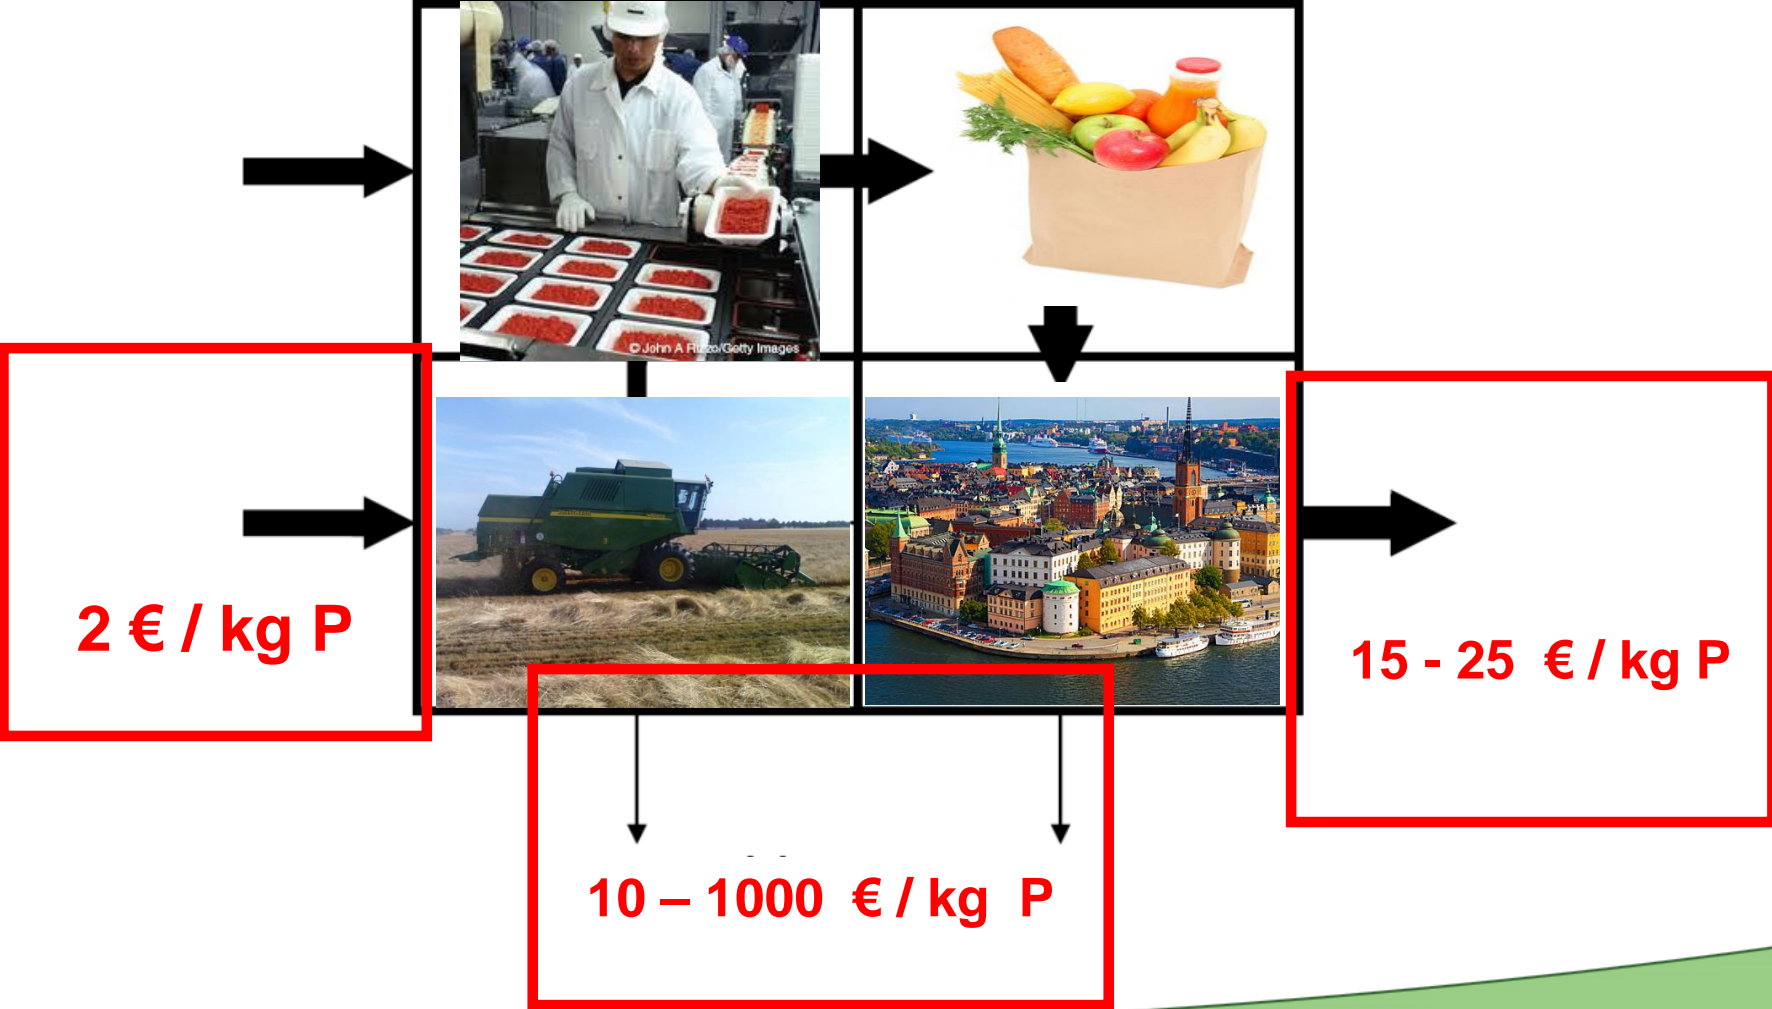 © John A Rizzo/Getty Images
2 € / kg P
15 - 25 € / kg P
10 – 1000 € / kg P